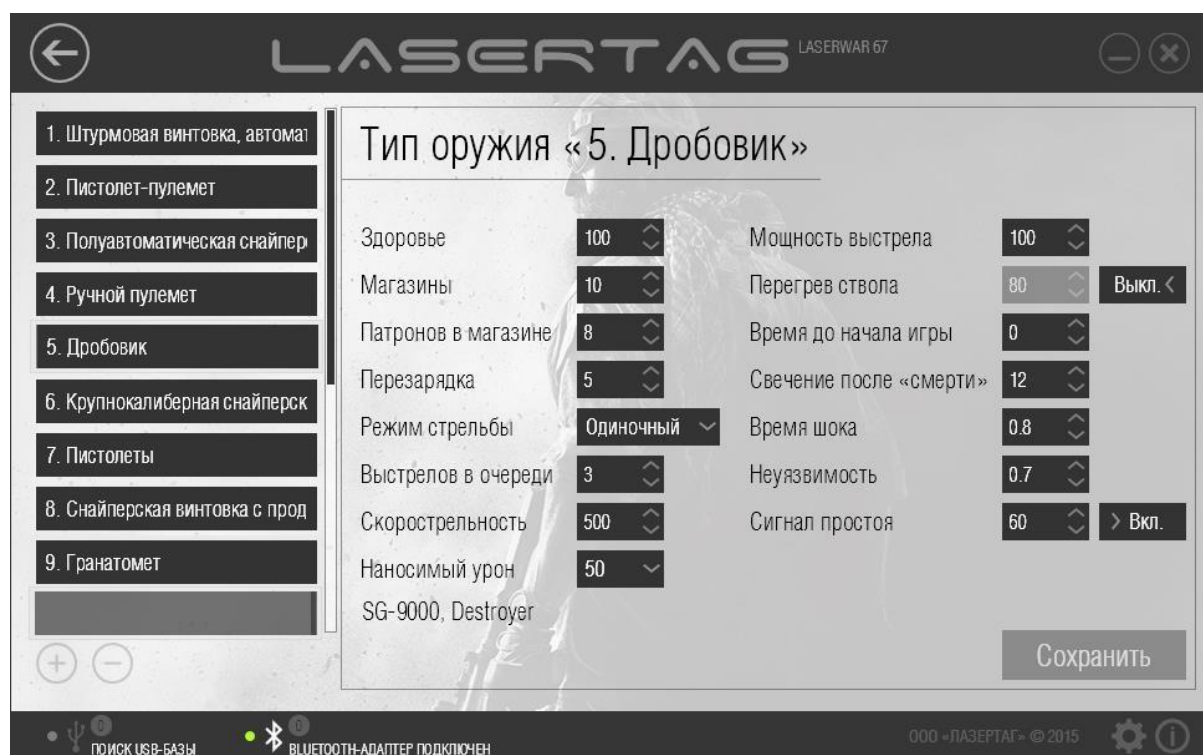 LASERTAG LASERWAR 67
1. Штурмовая винтовка, автомат
2. Пистолет-пулемет
3. Полуавтоматическая снайпер
4. Ручной пулемет
5. Дробовик
6. Крупнокалиберная снайперск
7. Пистолеты
8. Снайперская винтовка с прод
9. Гранатомет
Тип оружия «5. Дробовик»
Здоровье 100
Магазины 10
Патронов в магазине 8
Перезарядка 5
Режим стрельбы Одиночный
Выстрелов в очереди 3
Скорострельность 500
Наносимый урон 50
SG-9000, Destroyer
Мощность выстрела 100
Перегрев ствола 80 Выкл.
Время до начала игры 0
Свечение после «смерти» 12
Время шока 0.8
Неуязвимость 0.7
Сигнал простоя 60 Вкл.
Сохранить
0 ПОИСК USB-БАЗЫ
0 BLUETOOTH-АДАПТЕР ПОДКЛЮЧЕН
ООО «ЛАЗЕРТАГ» © 2015